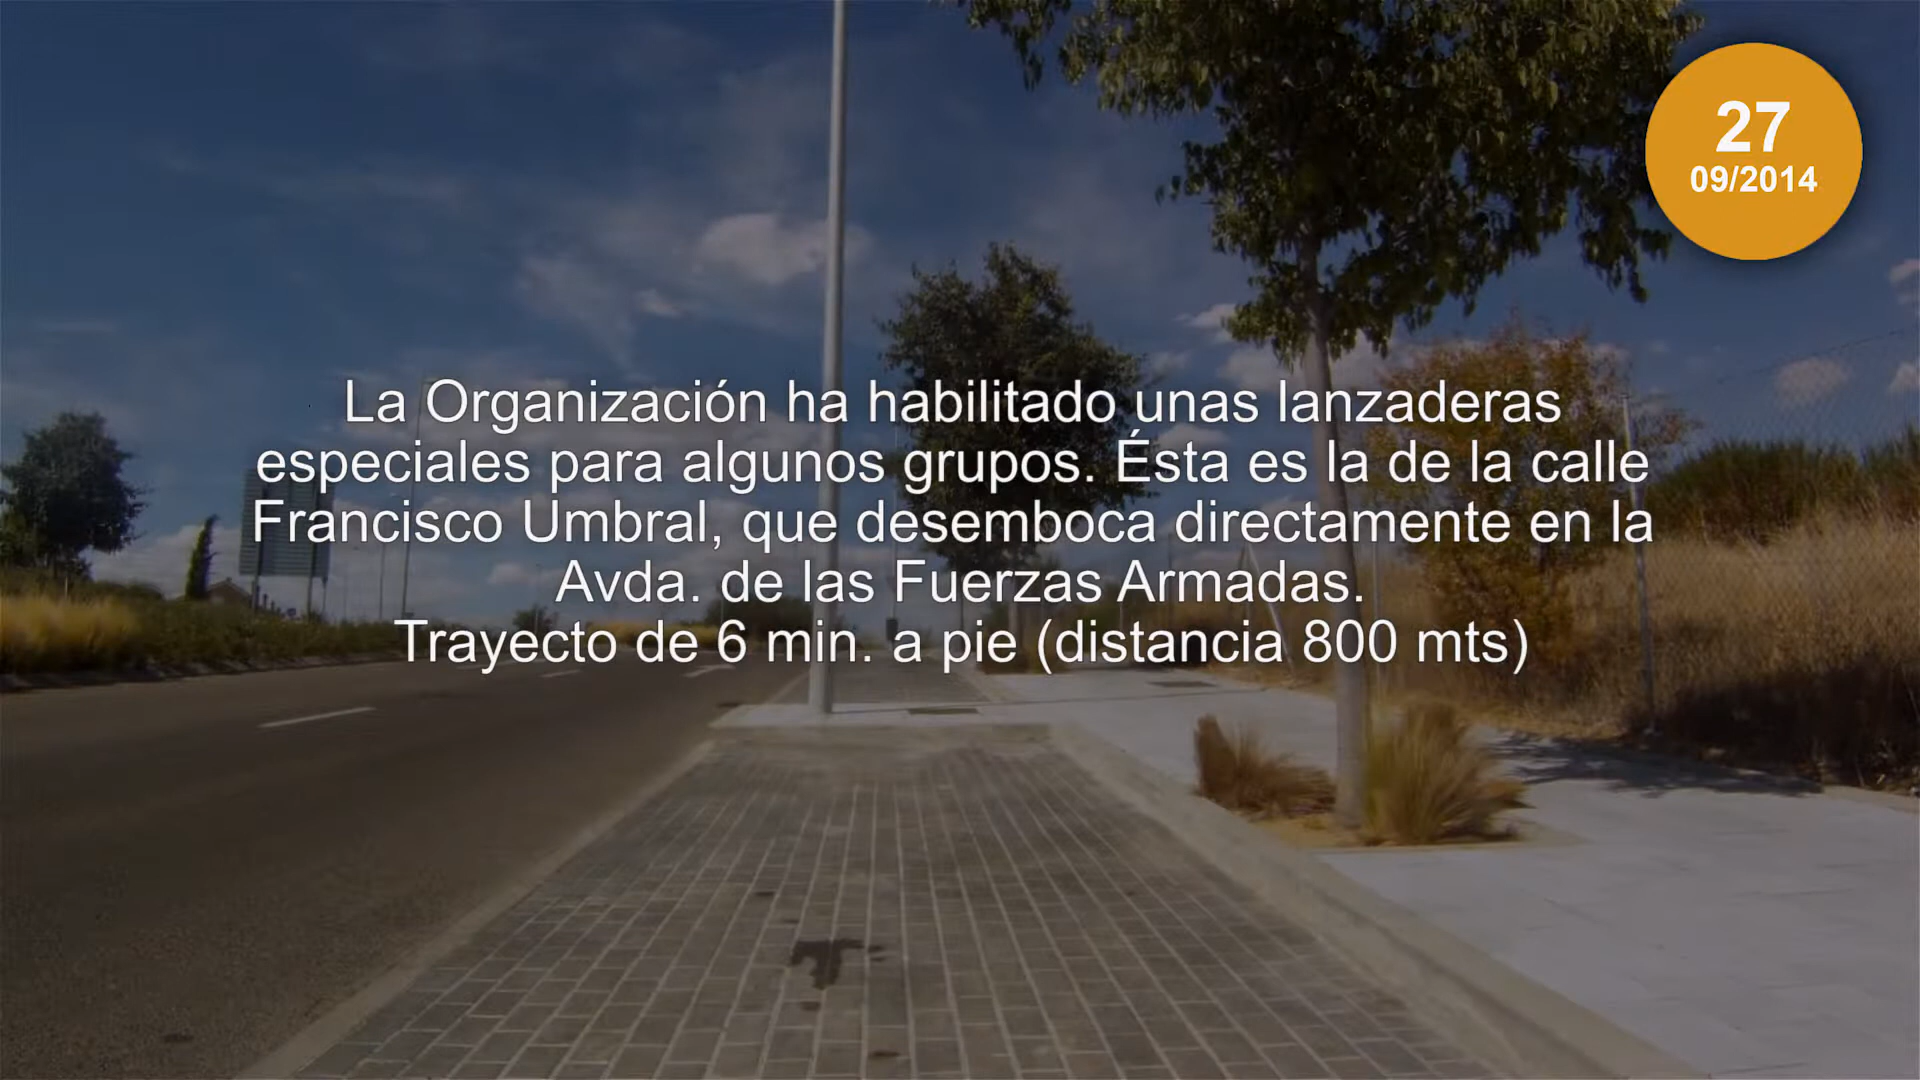 27
09/2014
La Organización ha habilitado unas lanzaderas
especiales para algunos grupos. Ésta es la de la calle
Francisco Umbral, que desemboca directamente en la
Avda. de las Fuerzas Armadas.
Trayecto de 6 min. a pie (distancia 800 mts)